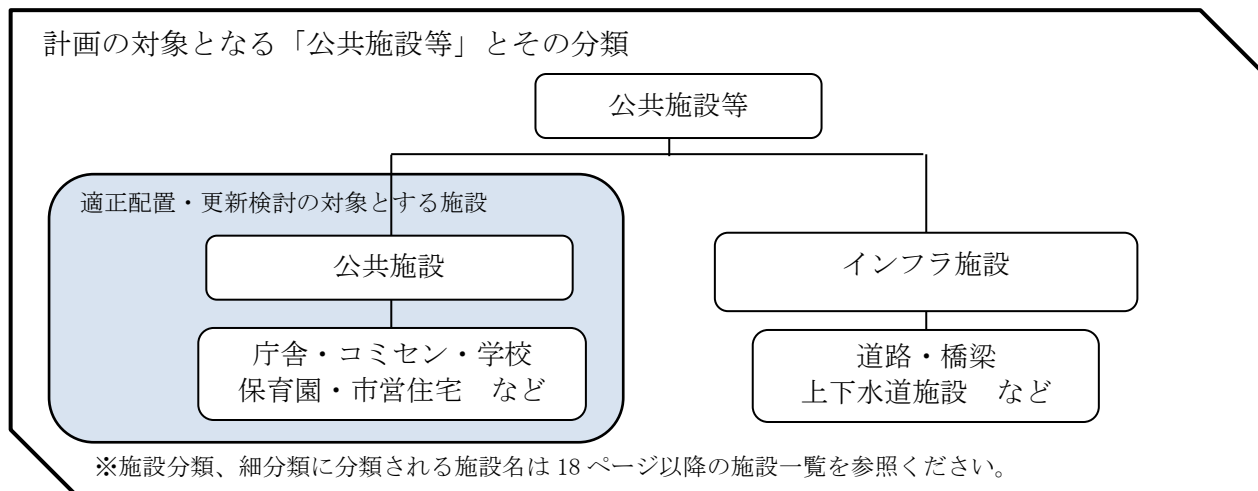 計画の対象となる「公共施設等」とその分類
公共施設等
適正配置・更新検討の対象とする施設
公共施設
インフラ施設
庁舎・コミセン・学校
保育園・市営住宅 など
道路・橋梁
上下水道施設 など
※施設分類、細分類に分類される施設名は 18 ページ以降の施設一覧を参照ください。